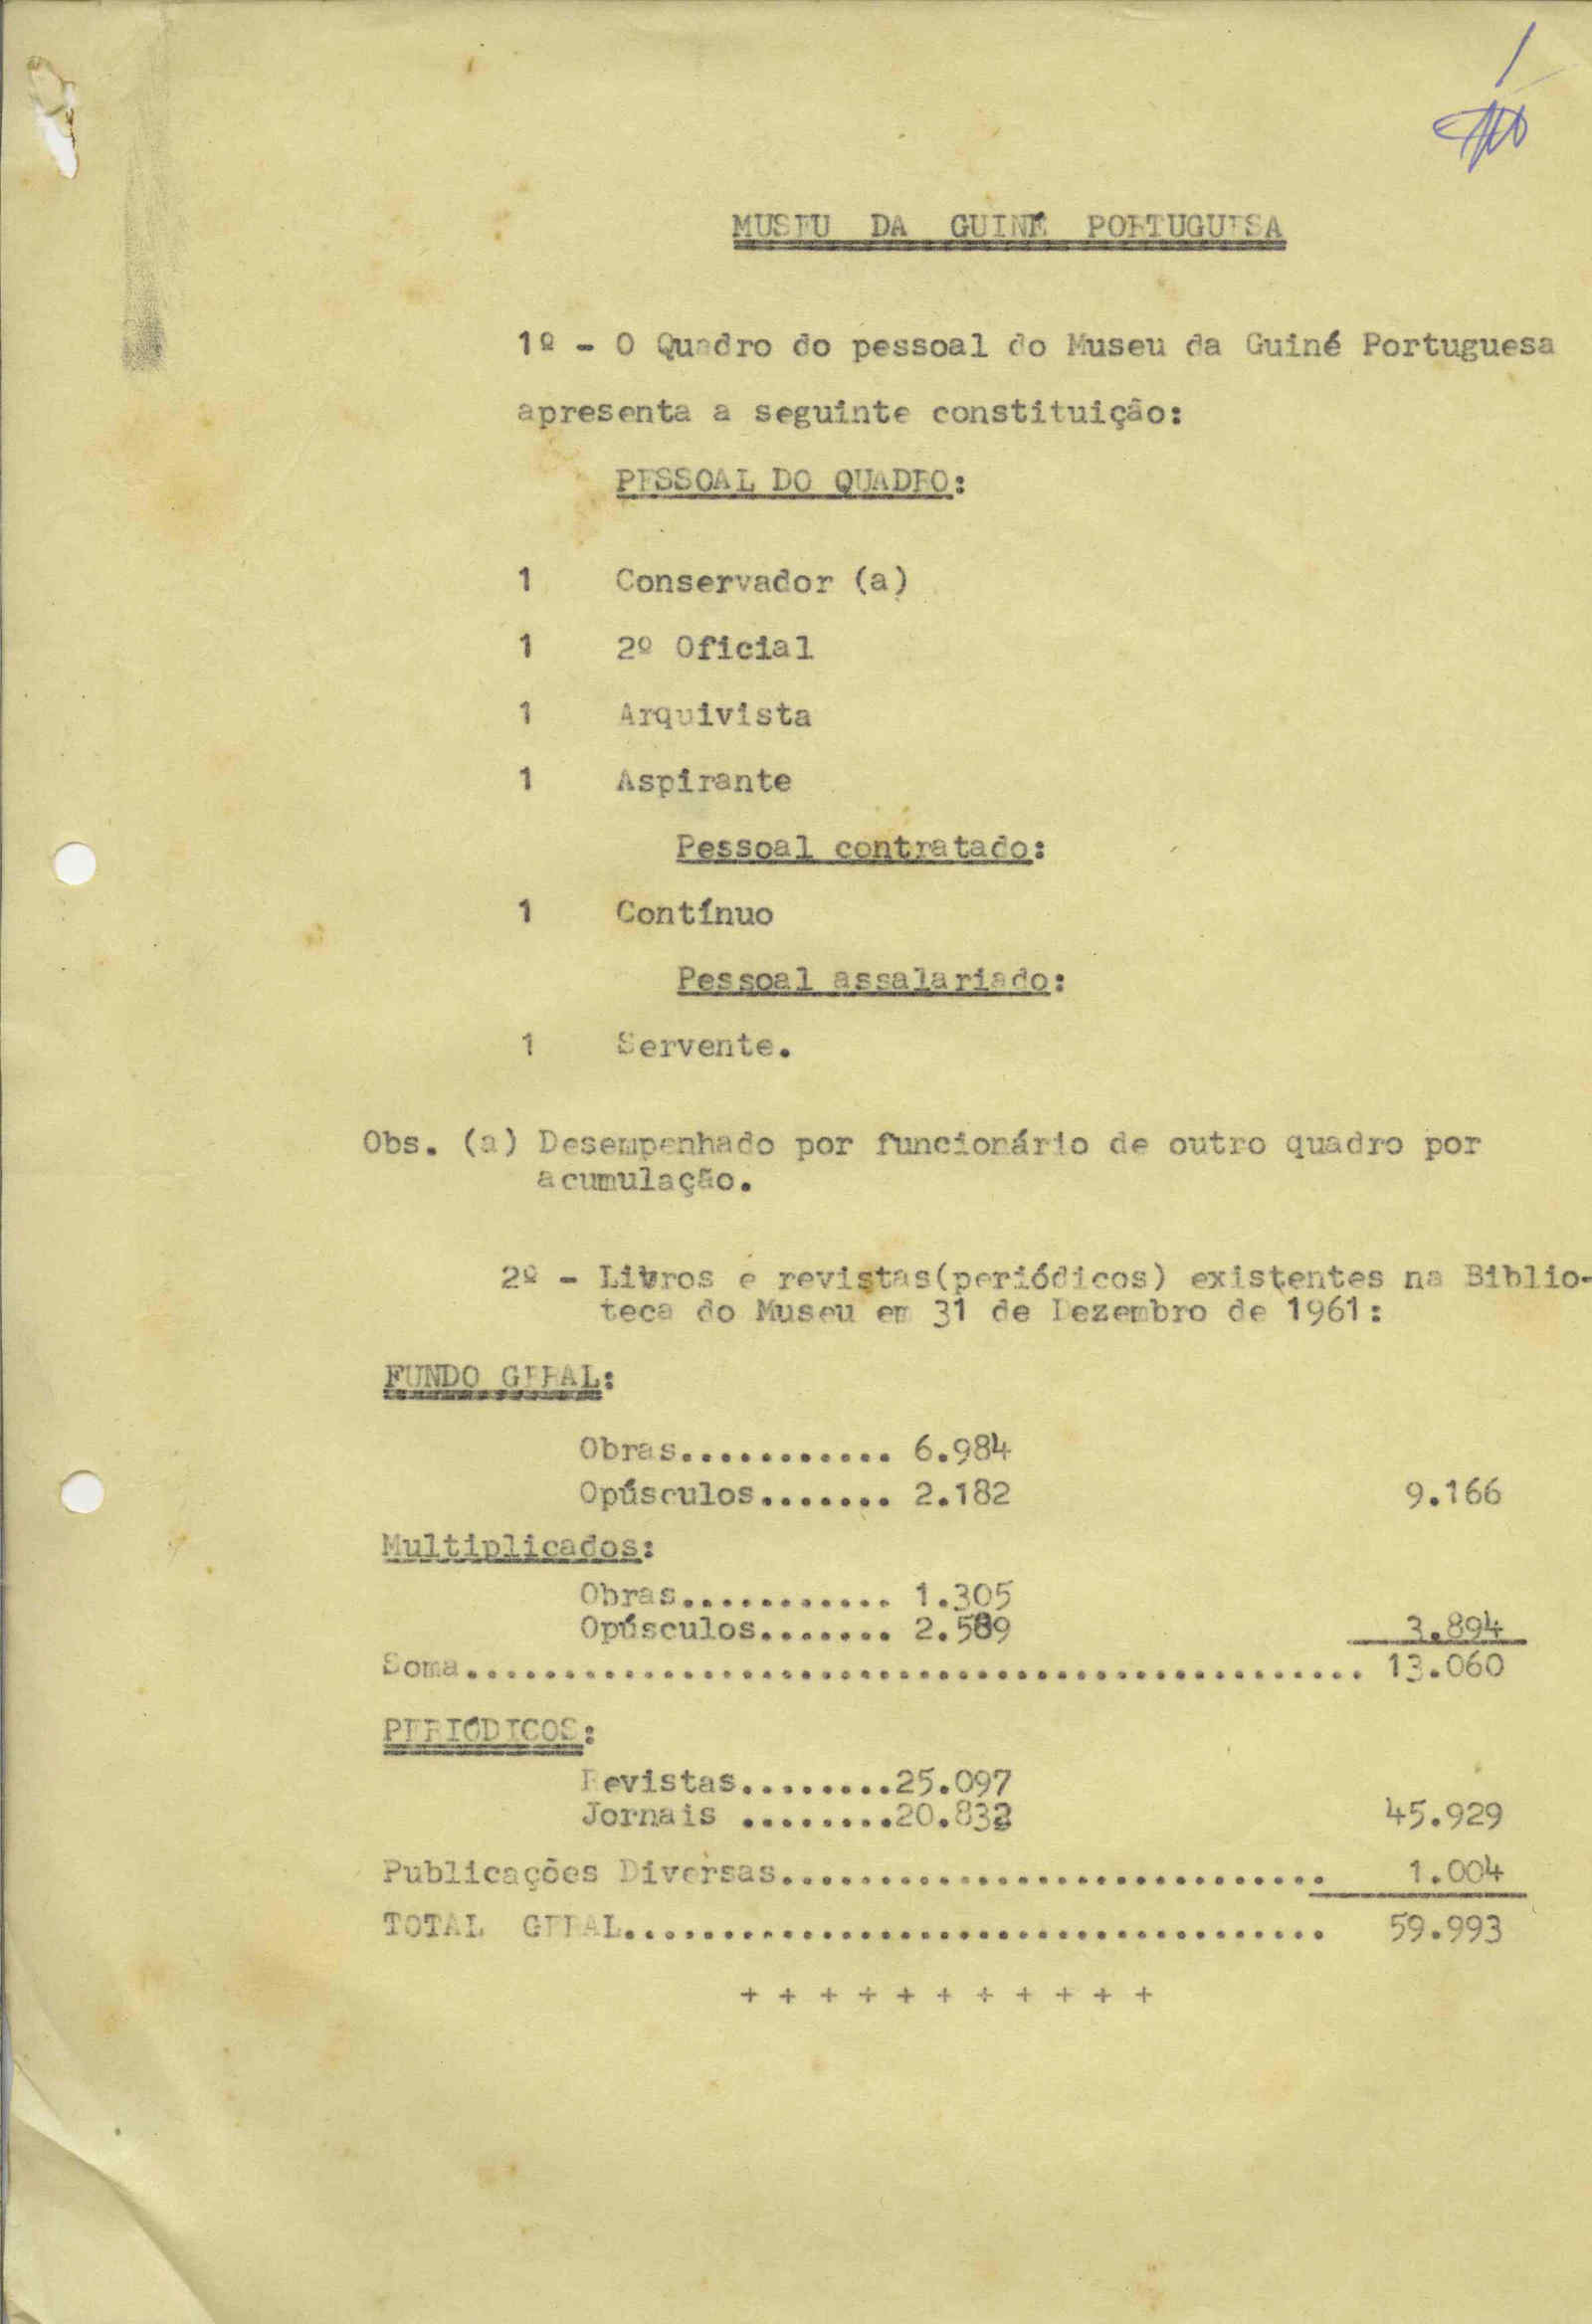 MUSEU DA GUINÉ PORTUGUESA
1º - O Quadro do pessoal do Museu da Guiné Portuguesa
apresenta a seguinte constituição:
PESSOAL DO QUADRO:
1 Conservador (a)
1 2º Oficial
1 Arquivista
1 Aspirante
Pessoal contratado:
1 Contínuo
Pessoal assalariado:
1 Servente.
Obs. (a) Desempenhado por funcionário de outro quadro por
acumulação.
2º - Livros e revistas(periódicos) existentes na Biblio-
teca do Museu em 31 de Dezembro de 1961:
FUNDO GERAL:
Obras........... 6.984
Opúsculos....... 2.182 9.166
Multiplicados:
Obras........... 1.305
Opúsculos....... 2.589 3.894
Soma.............................................. 13.060
PERIÓDICOS:
Revistas........25.097
Jornais ........20.832 45.929
Publicações Diversas............................ 1.004
TOTAL GERAL.................................... 59.993
+ + + + + + + + + + +